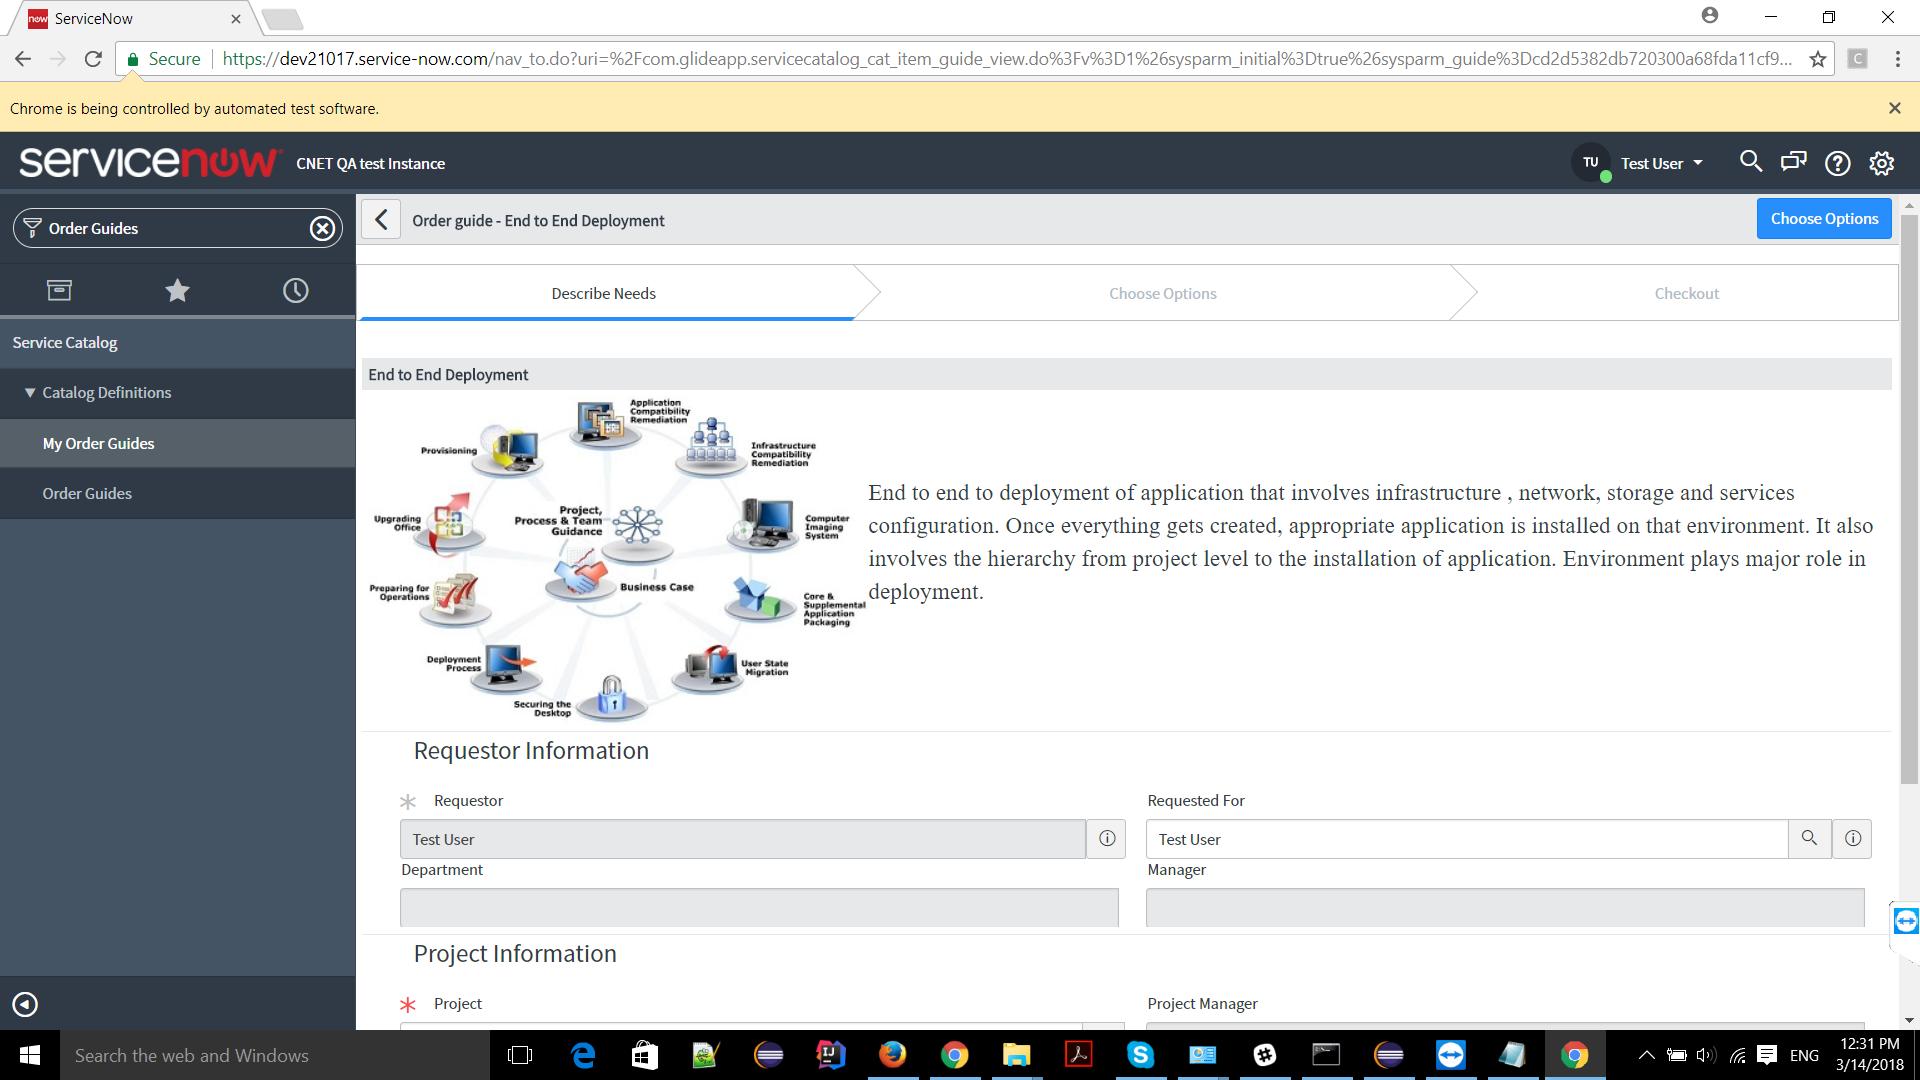 now ServiceNow
Secure https://dev21017.service-now.com/nav_to.do?uri=%2Fcom.glideapp.servicecatalog_cat_item_guide_view.do%3Fv%3D1%26sysparm_initial%3Dtrue%26sysparm_guide%3Dcd2d5382db720300a68fda11cf9...
C
Chrome is being controlled by automated test software.
servicenow CNET QA test Instance
TU Test User
Order Guides
Order guide - End to End Deployment
Choose Options
Describe Needs
Choose Options
Checkout
Service Catalog
Catalog Definitions
My Order Guides
Order Guides
End to End Deployment
Application
Compatibility
Remediation
Provisioning
Infrastructure
Compatibility
Remediation
Upgrading
Office
Project,
Process & Team
Guidance
Computer
Imaging
System
Preparing for
Operations
Business Case
Core &
Supplemental
Application
Packaging
Deployment
Process
User State
Migration
Securing the
Desktop
End to end to deployment of application that involves infrastructure , network, storage and services
configuration. Once everything gets created, appropriate application is installed on that environment. It also
involves the hierarchy from project level to the installation of application. Environment plays major role in
deployment.
Requestor Information
Requestor
Test User
Requested For
Test User
Department
Manager
Project Information
Project
Project Manager
Search the web and Windows
ENG
12:31 PM
3/14/2018